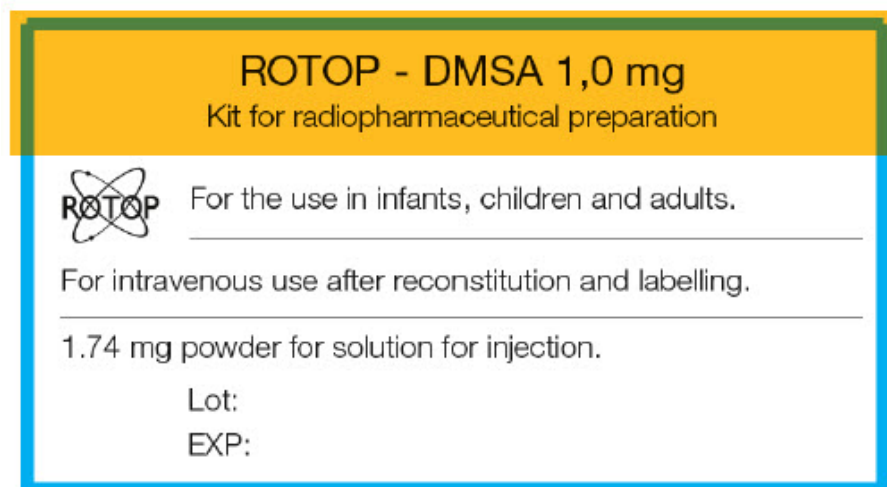 ROTOP - DMSA 1,0 mg
Kit for radiopharmaceutical preparation
ROTOP
For the use in infants, children and adults.
For intravenous use after reconstitution and labelling.
1.74 mg powder for solution for injection.
Lot:
EXP: